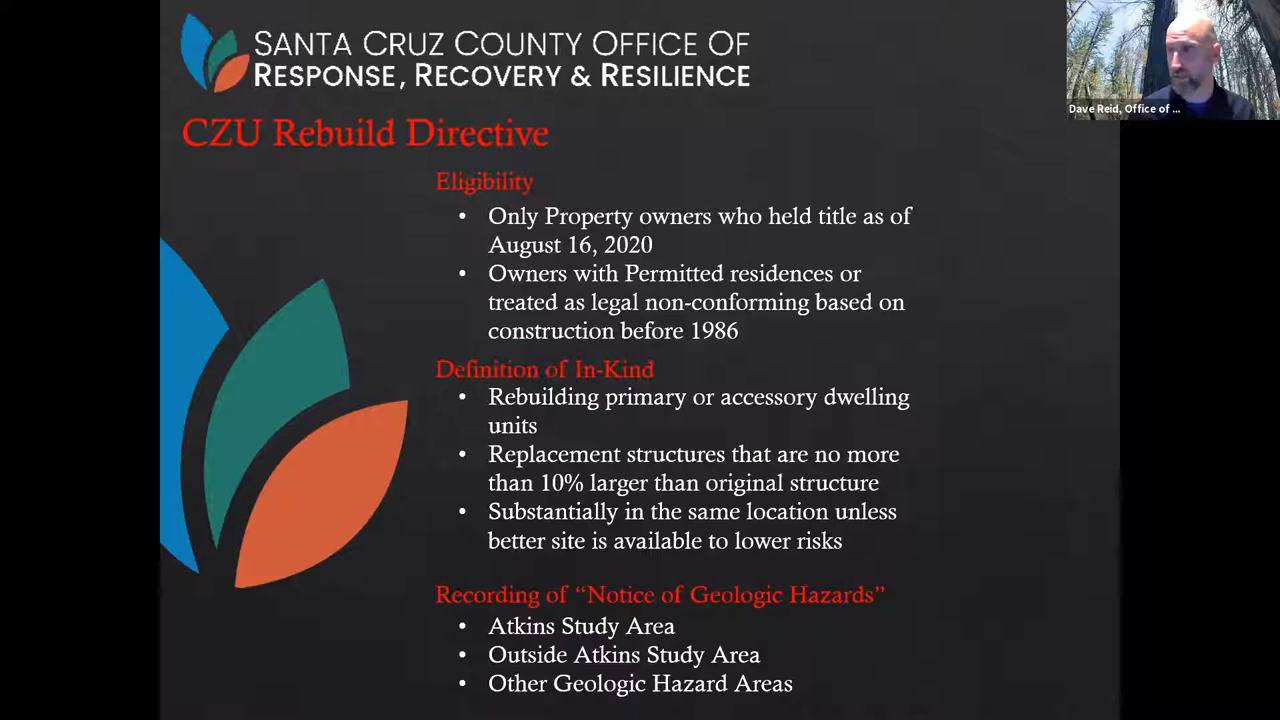 SANTA CRUZ COUNTY OFFICE OF
RESPONSE, RECOVERY & RESILIENCE
Dave Reid, Office of ...
CZU Rebuild Directive
Eligibility
• Only Property owners who held title as of
August 16, 2020
• Owners with Permitted residences or
treated as legal non-conforming based on
construction before 1986
Definition of In-Kind
• Rebuilding primary or accessory dwelling
units
• Replacement structures that are no more
than 10% larger than original structure
• Substantially in the same location unless
better site is available to lower risks
Recording of “Notice of Geologic Hazards”
• Atkins Study Area
• Outside Atkins Study Area
• Other Geologic Hazard Areas